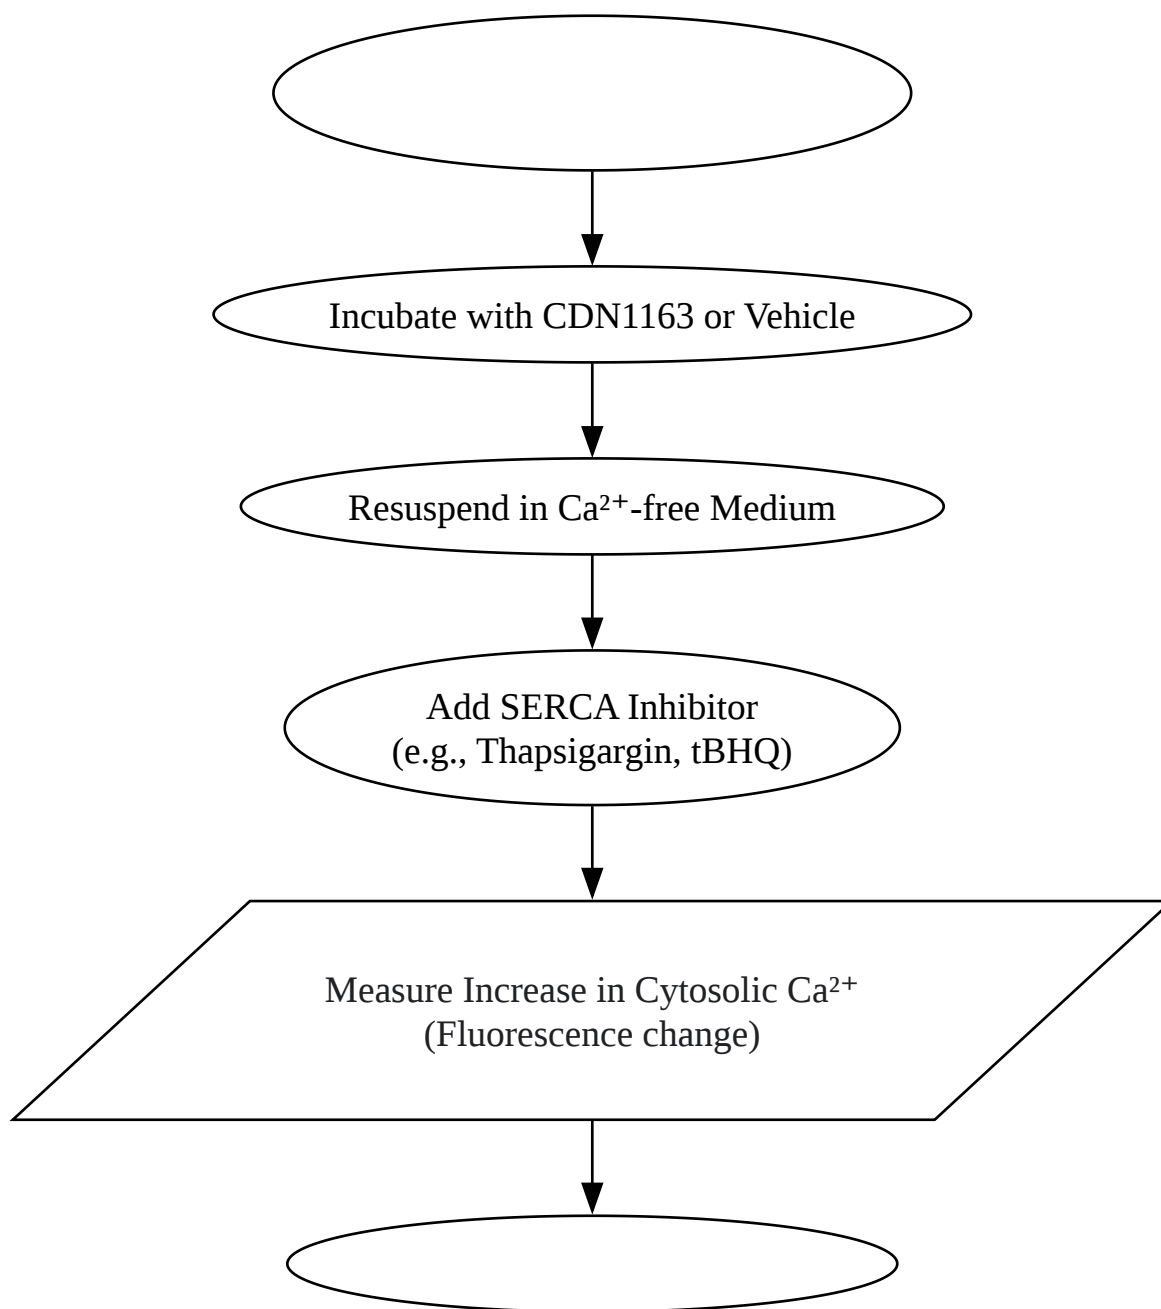 Incubate with CDN1163 or Vehicle
Resuspend in Ca²⁺-free Medium
Add SERCA Inhibitor
(e.g., Thapsigargin, tBHQ)
Measure Increase in Cytosolic Ca²⁺
(Fluorescence change)